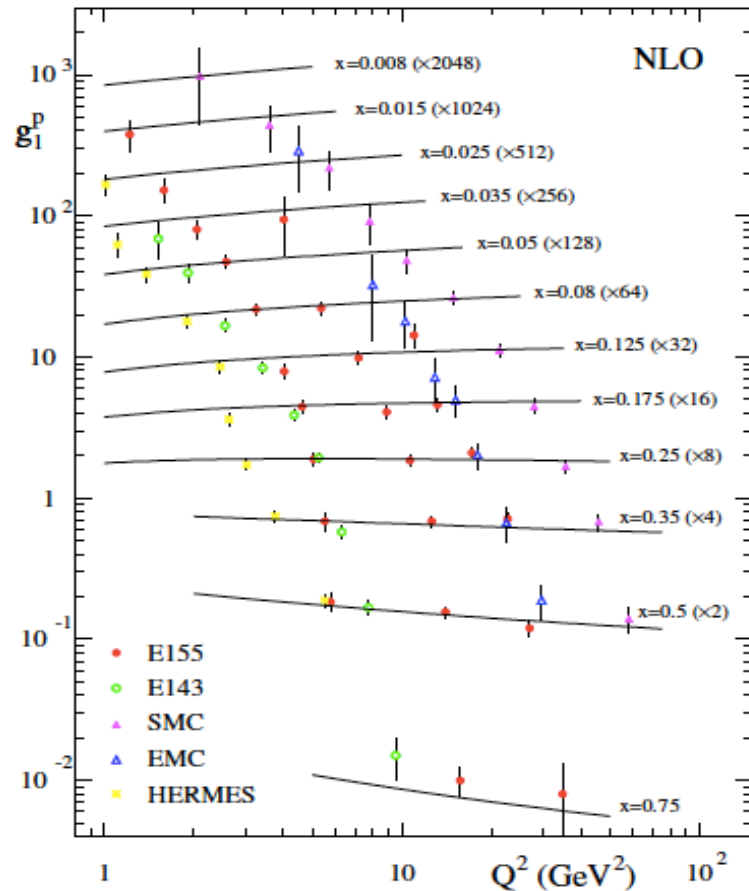 NLO
g₁ᵖ
10³
10²
10
1
10⁻¹
10⁻²
x=0.008 (×2048)
x=0.015 (×1024)
x=0.025 (×512)
x=0.035 (×256)
x=0.05 (×128)
x=0.08 (×64)
x=0.125 (×32)
x=0.175 (×16)
x=0.25 (×8)
x=0.35 (×4)
x=0.5 (×2)
x=0.75
E155
E143
SMC
EMC
HERMES
1
10
10²
Q² (GeV²)